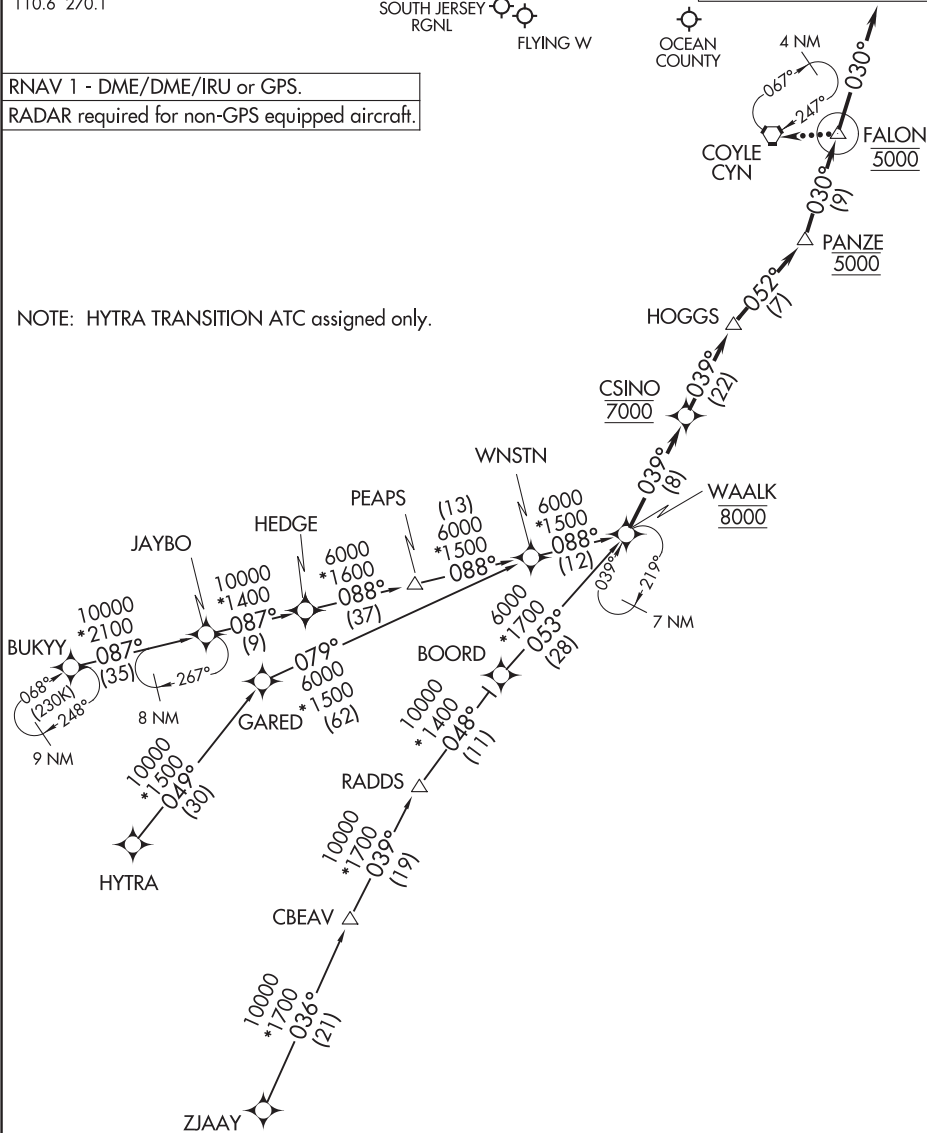 110.6 270.1
SOUTH JERSEY
RGNL
FLYING W
OCEAN
COUNTY
RNAV 1 - DME/DME/IRU or GPS.
RADAR required for non-GPS equipped aircraft.
4 NM
067°
247°
030°
COYLE
CYN
FALON
5000
030°
(9)
PANZE
5000
NOTE: HYTRA TRANSITION ATC assigned only.
052°
(7)
HOGGS
039°
(22)
CSINO
7000
039°
(8)
WAALK
8000
039°
219°
7 NM
WNSTN
6000
*1500
088°
(12)
PEAPS
(13)
6000
*1500
088°
HEDGE
6000
*1600
088°
(37)
JAYBO
10000
*1400
087°
(9)
267°
8 NM
BUKYY
10000
*2100
087°
(35)
068°
(230K)
248°
9 NM
GARED
079°
6000
*1500
(62)
10000
*1500
049°
(30)
HYTRA
BOORD
6000
*1700
053°
(28)
10000
*1400
048°
(11)
RADDS
10000
*1700
039°
(19)
CBEAV
10000
*1700
036°
(21)
ZJAAY